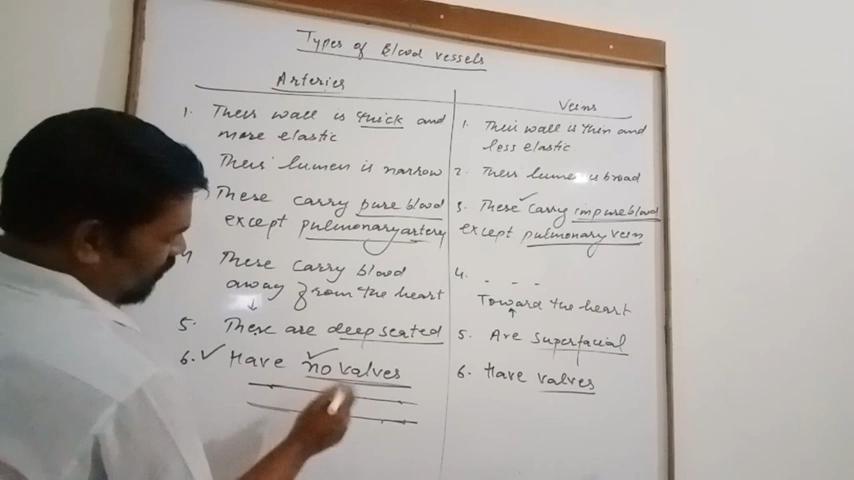 Types of Blood vessels
Arteries
1. Their wall is thick and
more elastic
Their lumen is narrow
These carry pure blood
except pulmonary artery
These carry blood
away from the heart
5. These are deep seated
6. Have no valves
Veins
1. Their wall is thin and
less elastic
2. Their lumen is broad
3. These carry impure blood
except pulmonary vein
4. - - -
Toward the heart
5. Are superfacial
6. Have valves